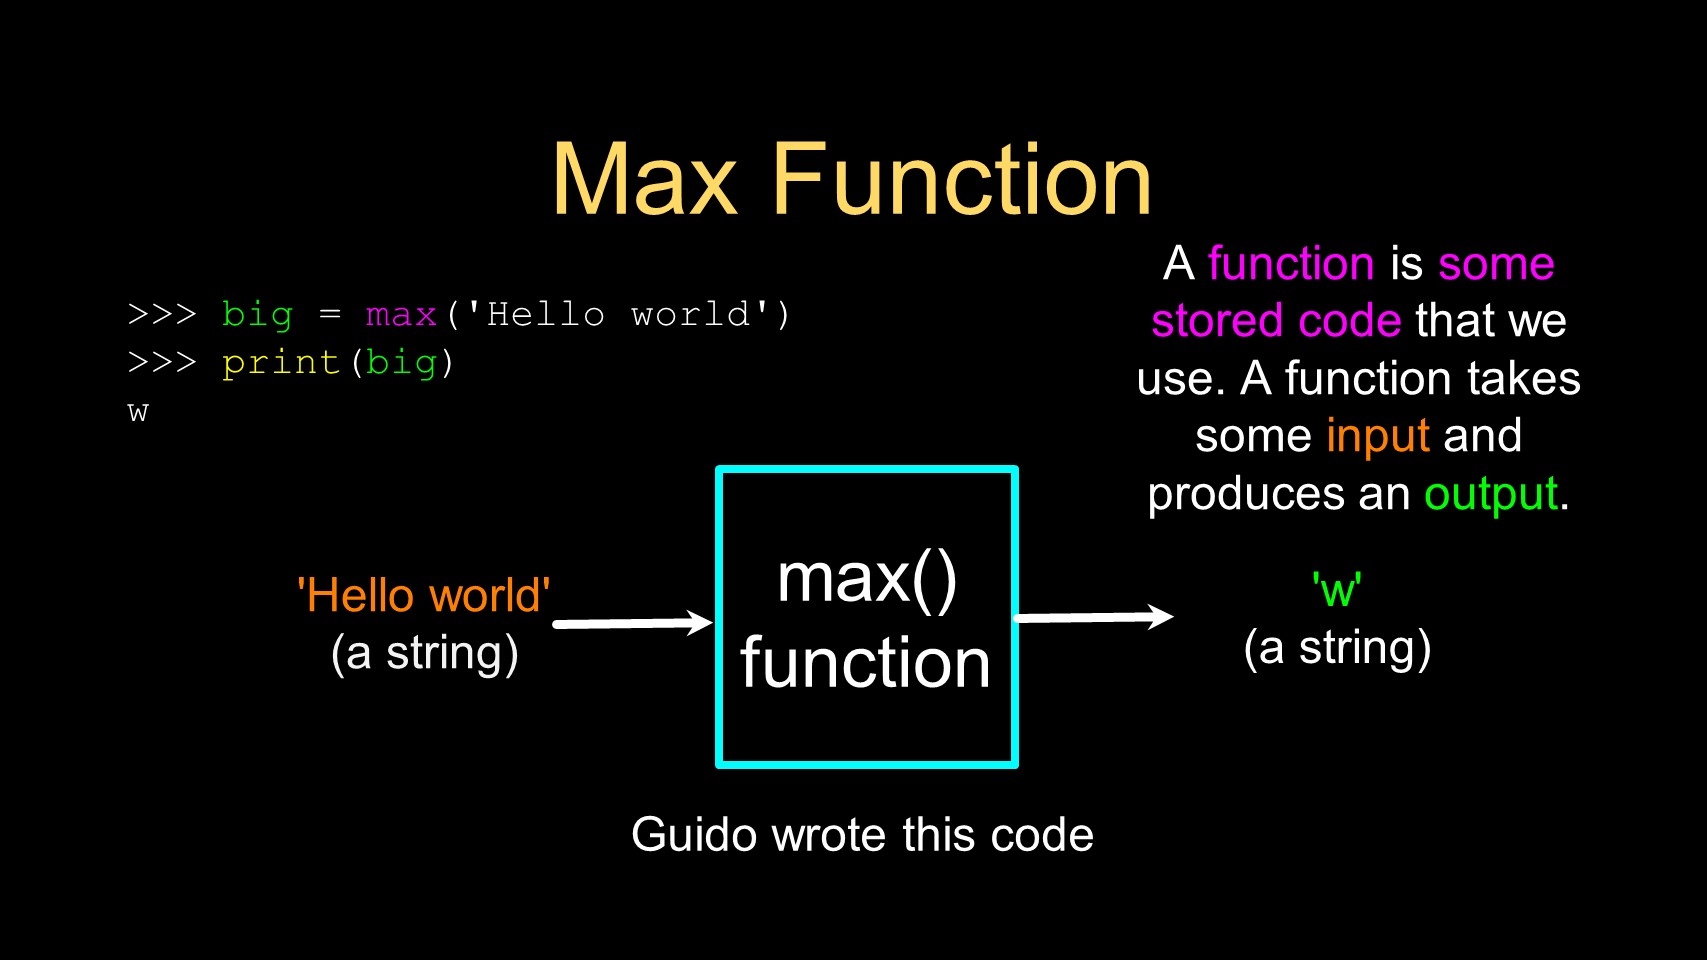 Max Function
>>> big = max('Hello world')
>>> print(big)
w
A function is some
stored code that we
use. A function takes
some input and
produces an output.
'Hello world'
(a string)
max()
function
'w'
(a string)
Guido wrote this code